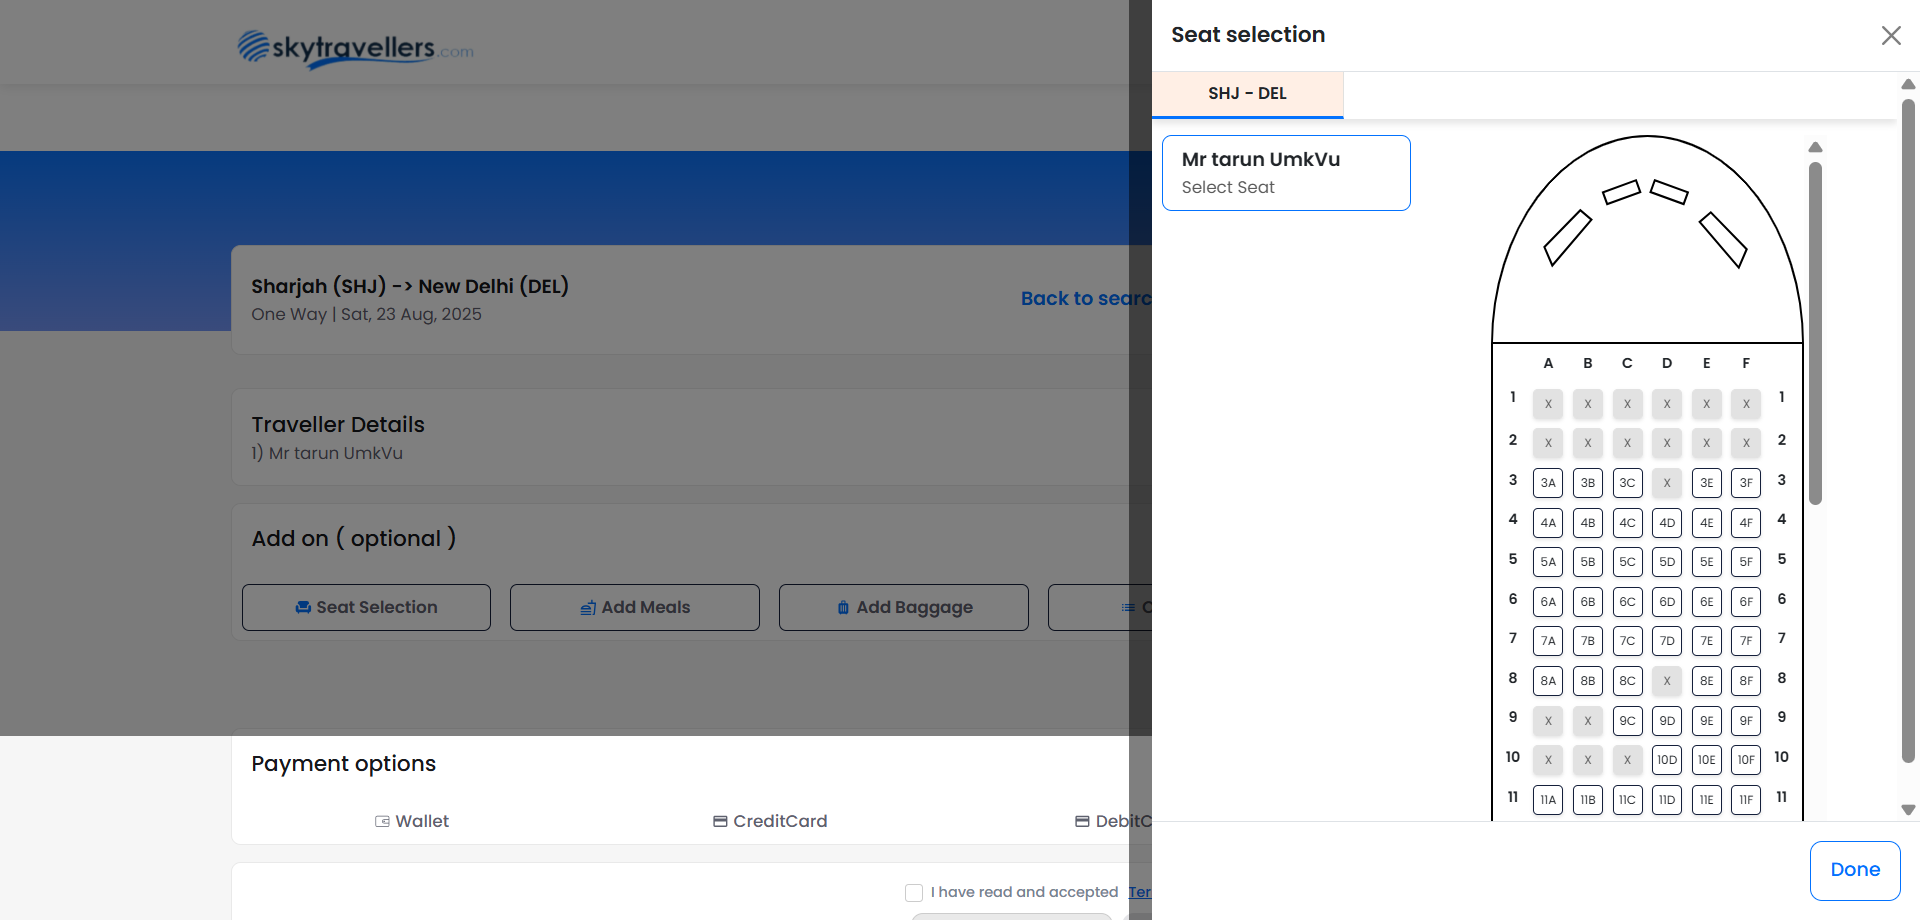 skytravellers.com
Sharjah (SHJ) -> New Delhi (DEL)
One Way | Sat, 23 Aug, 2025
Back to searc
Traveller Details
1) Mr tarun UmkVu
Add on ( optional )
Seat Selection
Add Meals
Add Baggage
C
Payment options
Wallet
CreditCard
DebitC
I have read and accepted Ter
Seat selection
SHJ - DEL
Mr tarun UmkVu
Select Seat
A B C D E F
1 X X X X X X 1
2 X X X X X X 2
3 3A 3B 3C X 3E 3F 3
4 4A 4B 4C 4D 4E 4F 4
5 5A 5B 5C 5D 5E 5F 5
6 6A 6B 6C 6D 6E 6F 6
7 7A 7B 7C 7D 7E 7F 7
8 8A 8B 8C X 8E 8F 8
9 X X 9C 9D 9E 9F 9
10 X X X 10D 10E 10F 10
11 11A 11B 11C 11D 11E 11F 11
Done